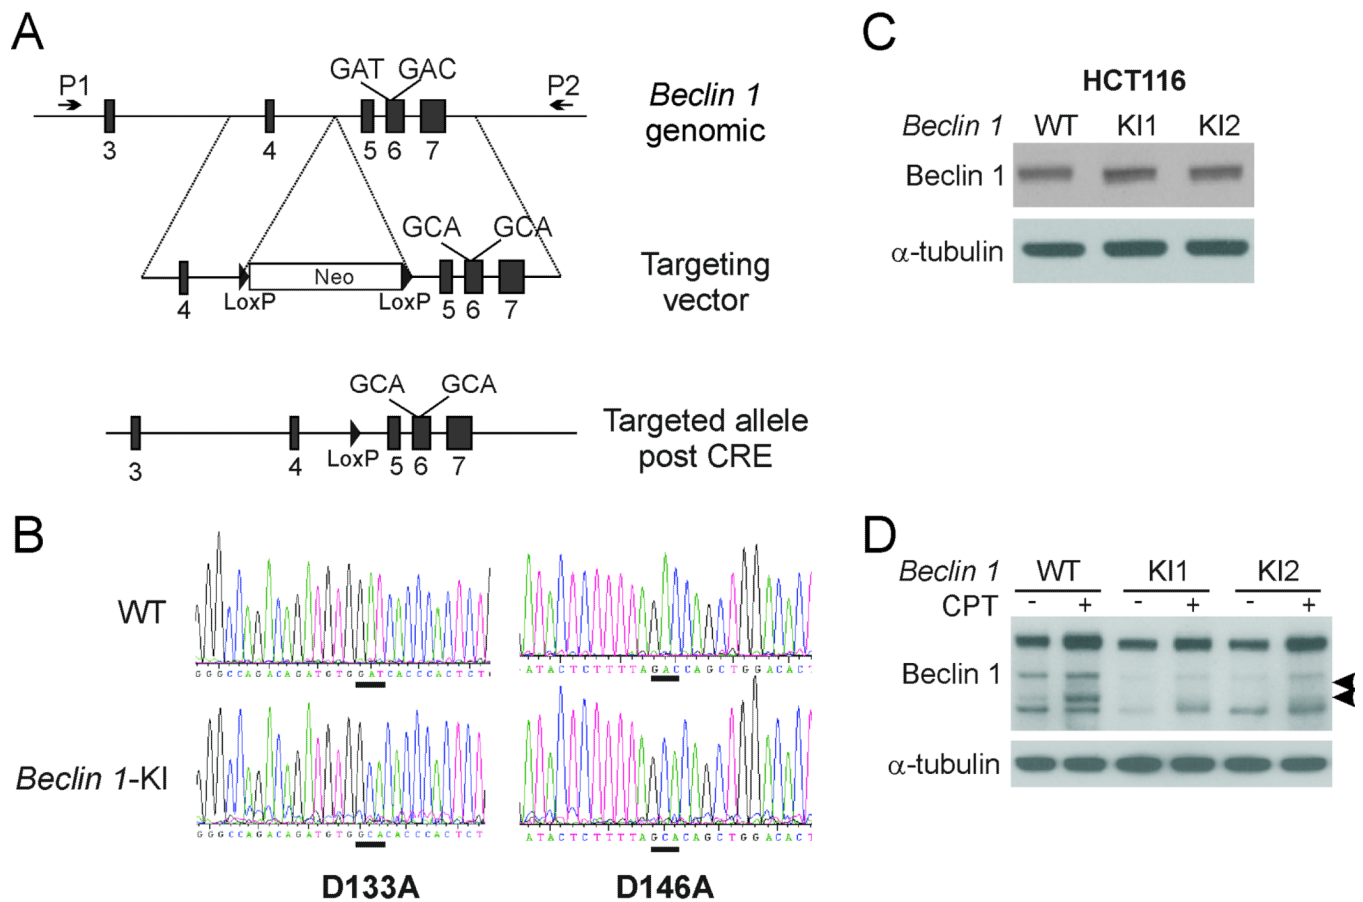 A
GAT GAC
P1 P2
3 4 5 6 7
Beclin 1
genomic
GCA GCA
Neo
4 LoxP LoxP 5 6 7
Targeting
vector
GCA GCA
3 4 LoxP 5 6 7
Targeted allele
post CRE
B
WT
GGGCCAGACAGATGTGGATCACCCACTCT
ATACTCTTTTAGACCAGCTGGACACT
Beclin 1-KI
GGGCCAGACAGATGTGGCACACCCACTCT
ATACTCTTTTAGCACAGCTGGACACT
D133A D146A
C
HCT116
Beclin 1 WT KI1 KI2
Beclin 1
α-tubulin
D
Beclin 1 WT KI1 KI2
CPT - + - + - +
Beclin 1
α-tubulin